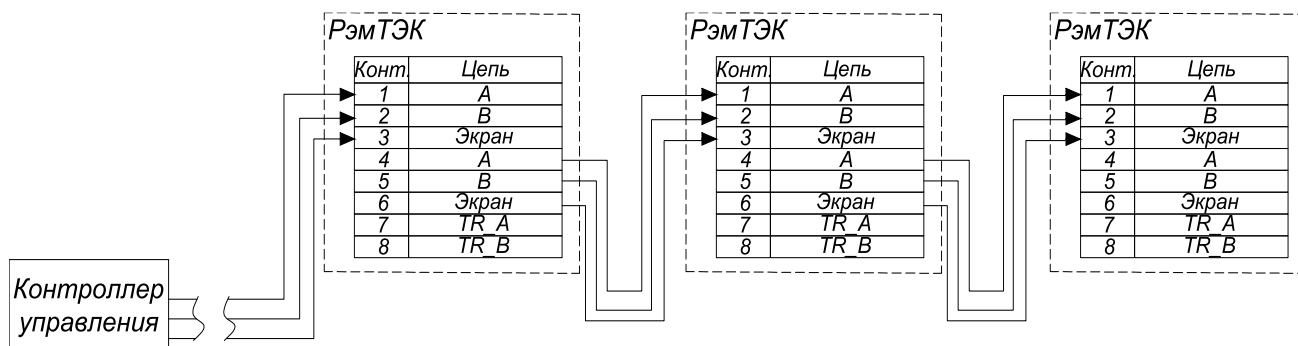 РэмТЭК РэмТЭК РэмТЭК
Конт. Цепь Конт. Цепь Конт. Цепь
1 А 1 А 1 А
2 В 2 В 2 В
3 Экран 3 Экран 3 Экран
4 А 4 А 4 А
5 В 5 В 5 В
6 Экран 6 Экран 6 Экран
7 TR_A 7 TR_A 7 TR_A
8 TR_B 8 TR_B 8 TR_B
Контроллер
управления